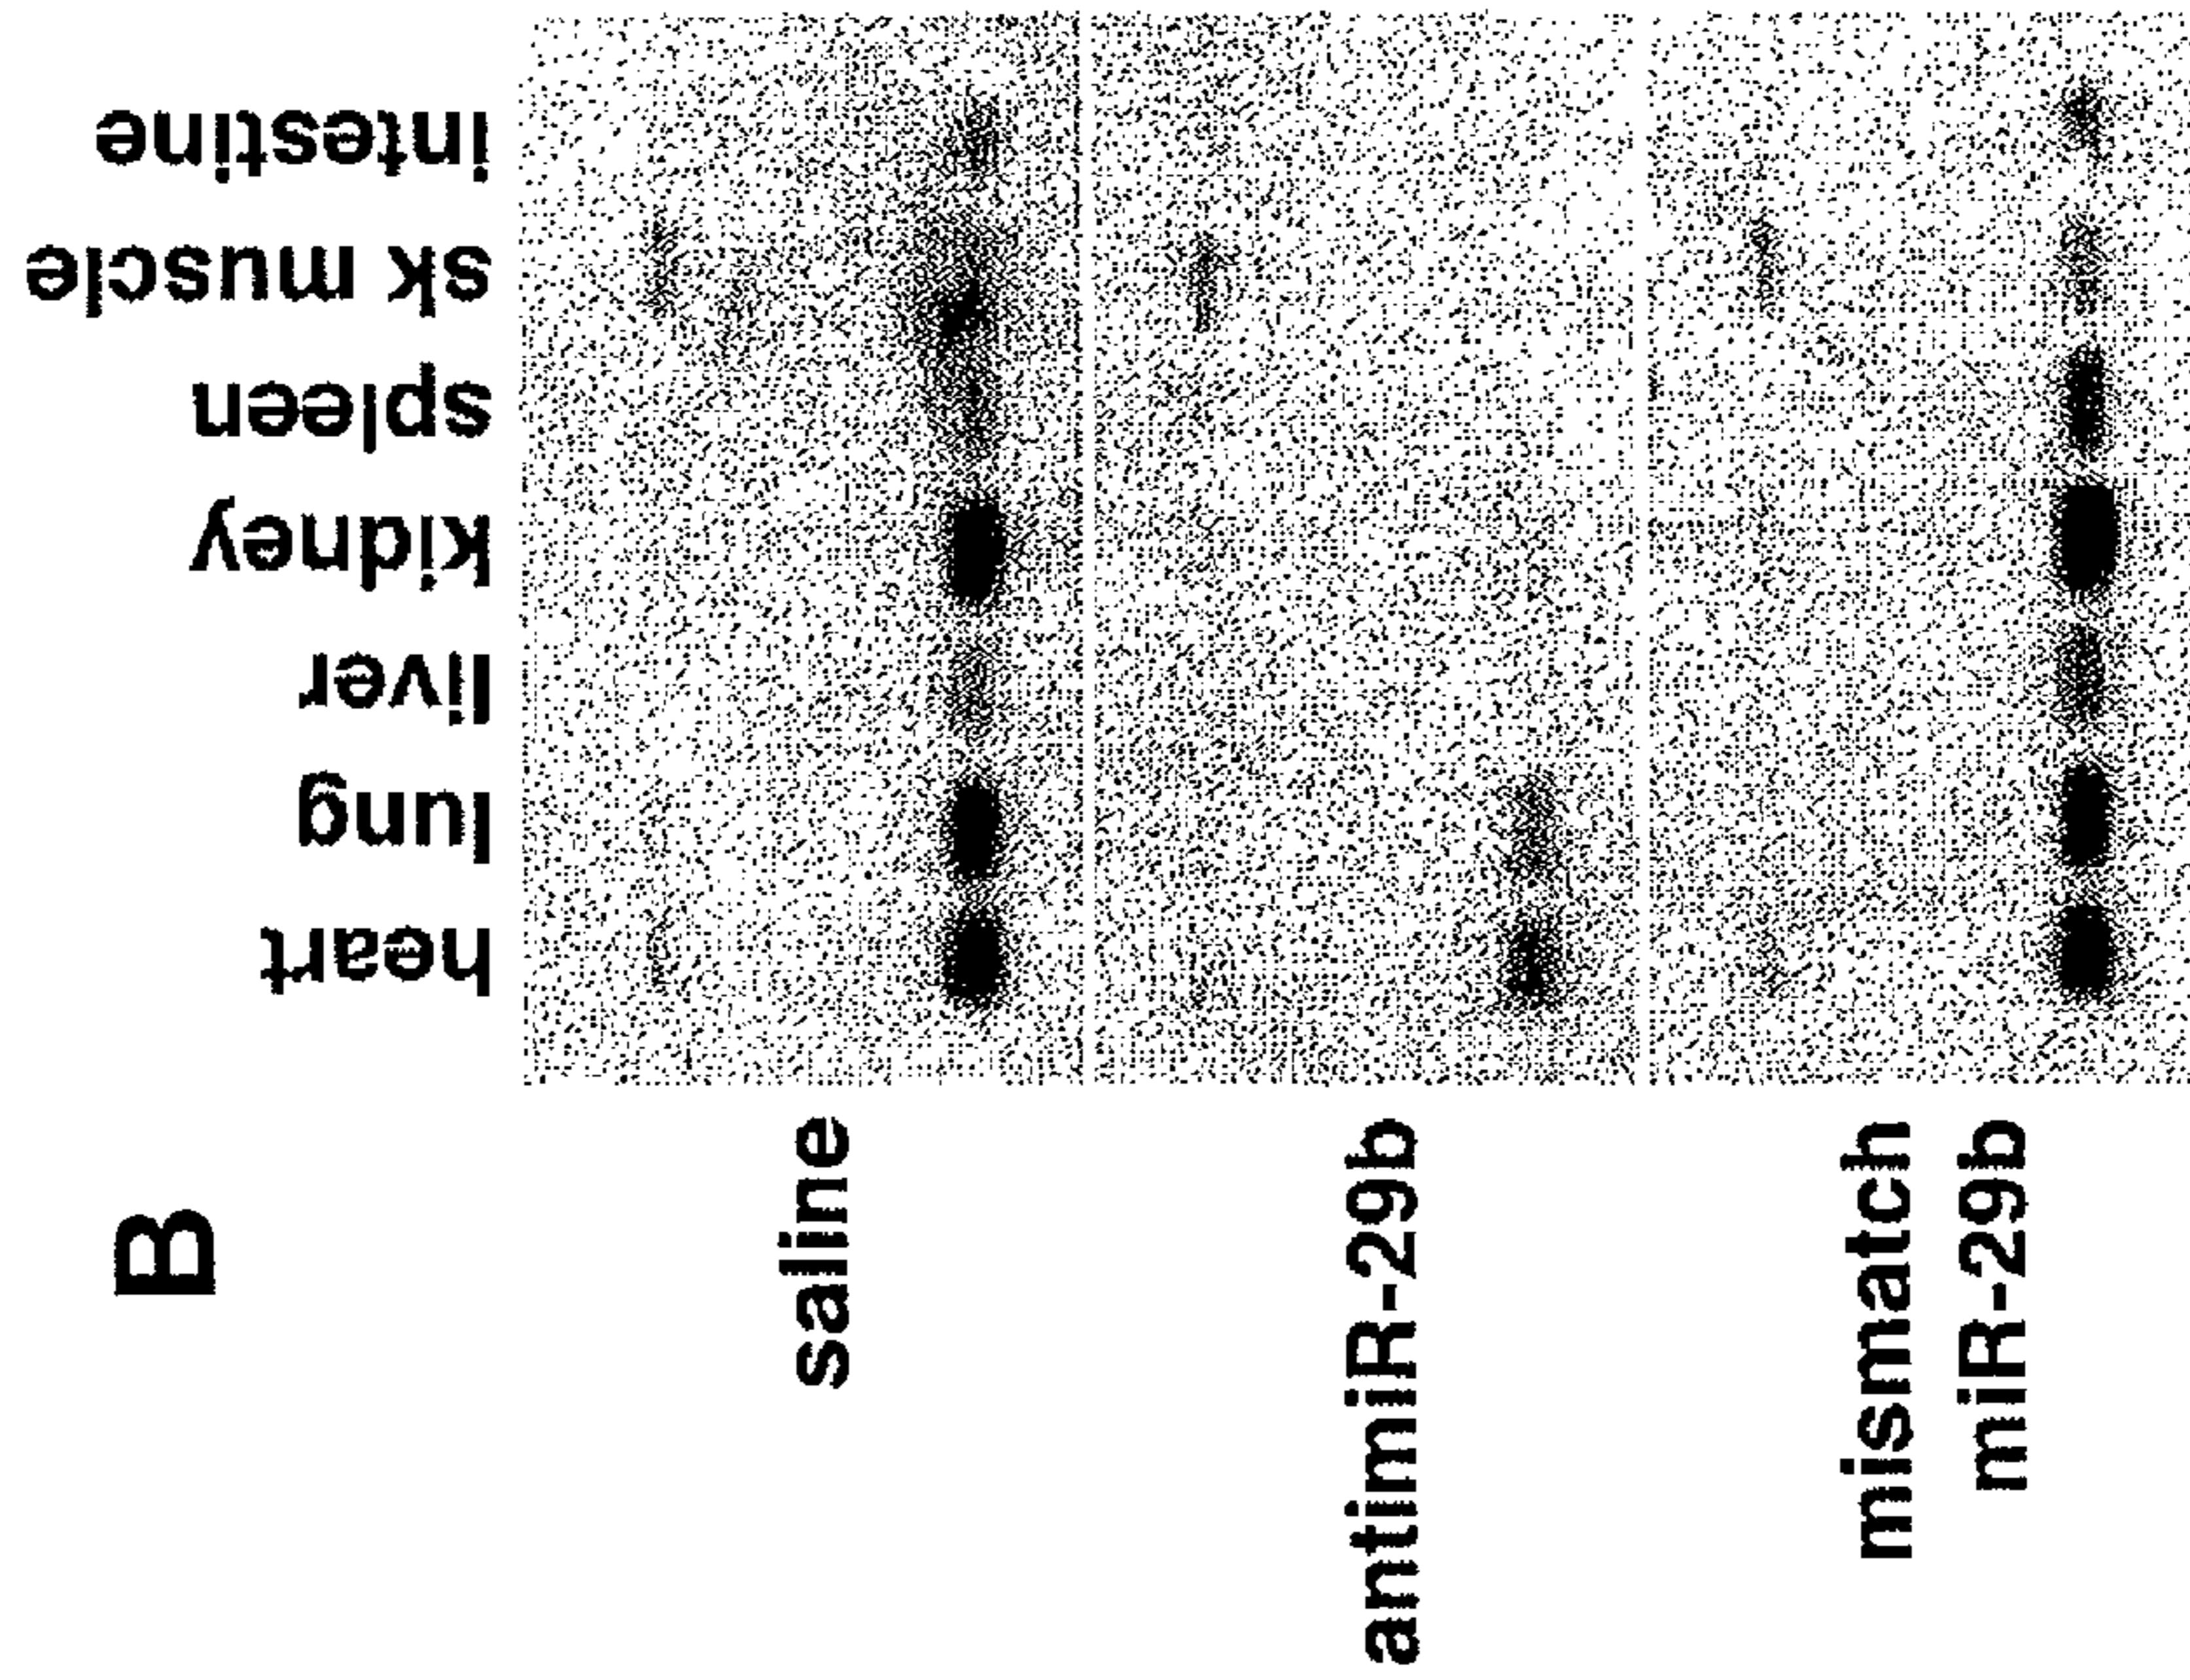 B
heart
lung
liver
kidney
spleen
sk muscle
intestine
saline
antimiR-29b
mismatch
miR-29b